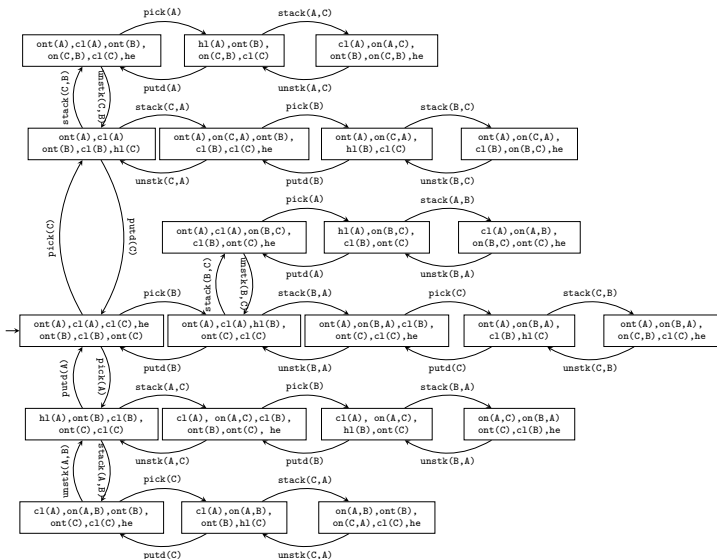 pick(A)
stack(A,C)
ont(A),cl(A),ont(B),
on(C,B),cl(C),he
hl(A),ont(B),
on(C,B),cl(C)
cl(A),on(A,C),
ont(B),on(C,B),he
putd(A)
unst(A,C)
stack(C,B)
unstk(C,B)
stack(C,A)
pick(B)
stack(B,C)
ont(A),cl(A)
ont(B),cl(B),hl(C)
ont(A),on(C,A),ont(B),
cl(B),cl(C),he
ont(A),on(C,A),
hl(B),cl(C)
ont(A),on(C,A),
cl(B),on(B,C),he
unstk(C,A)
putd(B)
unstk(B,C)
pick(C)
putd(C)
pick(A)
stack(A,B)
ont(A),cl(A),on(B,C),
cl(B),ont(C),he
hl(A),on(B,C),
cl(B),ont(C)
cl(A),on(A,B),
on(B,C),ont(C),he
putd(A)
unstk(B,A)
stack(B,C)
unstk(B,C)
pick(B)
stack(B,A)
pick(C)
stack(C,B)
ont(A),cl(A),cl(C),he
ont(B),cl(B),ont(C)
ont(A),cl(A),hl(B),
ont(C),cl(C)
ont(A),on(B,A),cl(B),
ont(C),cl(C),he
ont(A),on(B,A),
cl(B),hl(C)
ont(A),on(B,A),
on(C,B),cl(C),he
putd(B)
unstk(B,A)
putd(C)
unstk(C,B)
putd(A)
pick(A)
stack(A,C)
pick(B)
stack(B,A)
hl(A),ont(B),cl(B),
ont(C),cl(C)
cl(A), on(A,C),cl(B),
ont(B),ont(C), he
cl(A), on(A,C),
hl(B),ont(C)
on(A,C),on(B,A)
ont(C),cl(B),he
unstk(A,C)
putd(B)
unstk(B,A)
unstk(A,B)
stack(A,B)
pick(C)
stack(C,A)
cl(A),on(A,B),ont(B),
ont(C),cl(C),he
cl(A),on(A,B),
ont(B),hl(C)
on(A,B),ont(B),
on(C,A),cl(C),he
putd(C)
unstk(C,A)